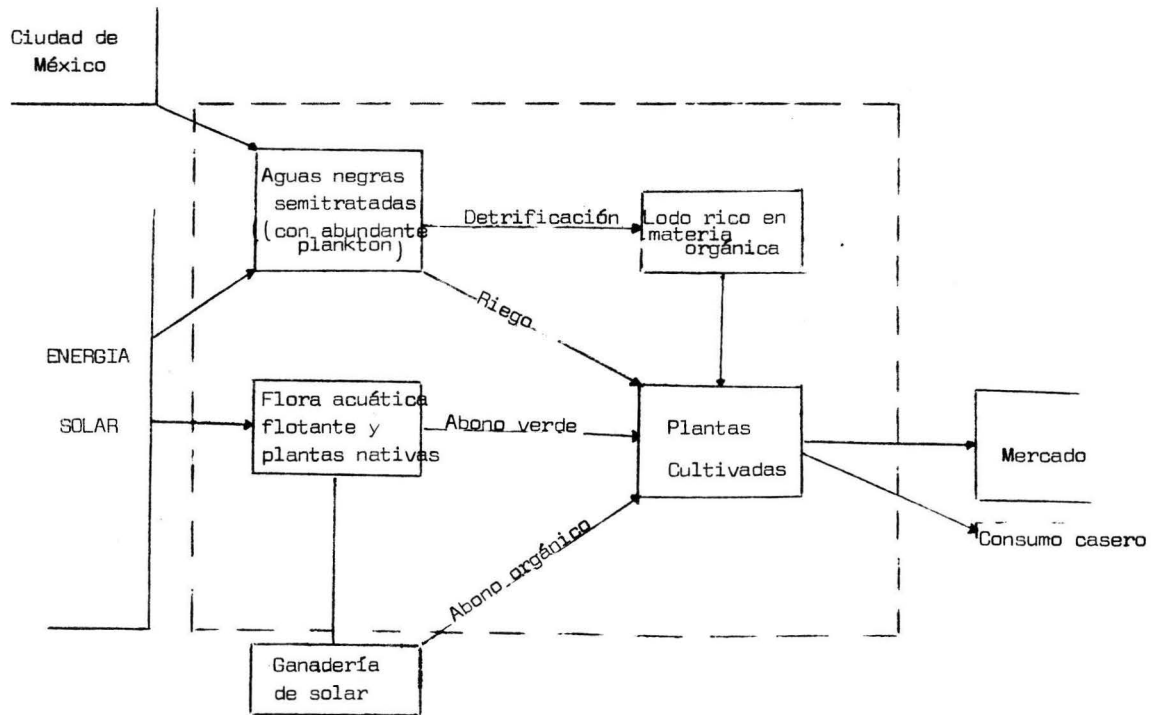 Ciudad de
México
Aguas negras
semitratadas
(con abundante
plankton)
Detrificación
Lodo rico en
materia
orgánica
Riego
ENERGIA
SOLAR
Flora acuática
flotante y
plantas nativas
Abono verde
Plantas
Cultivadas
Mercado
Consumo casero
Abono orgánico
Ganadería
de solar